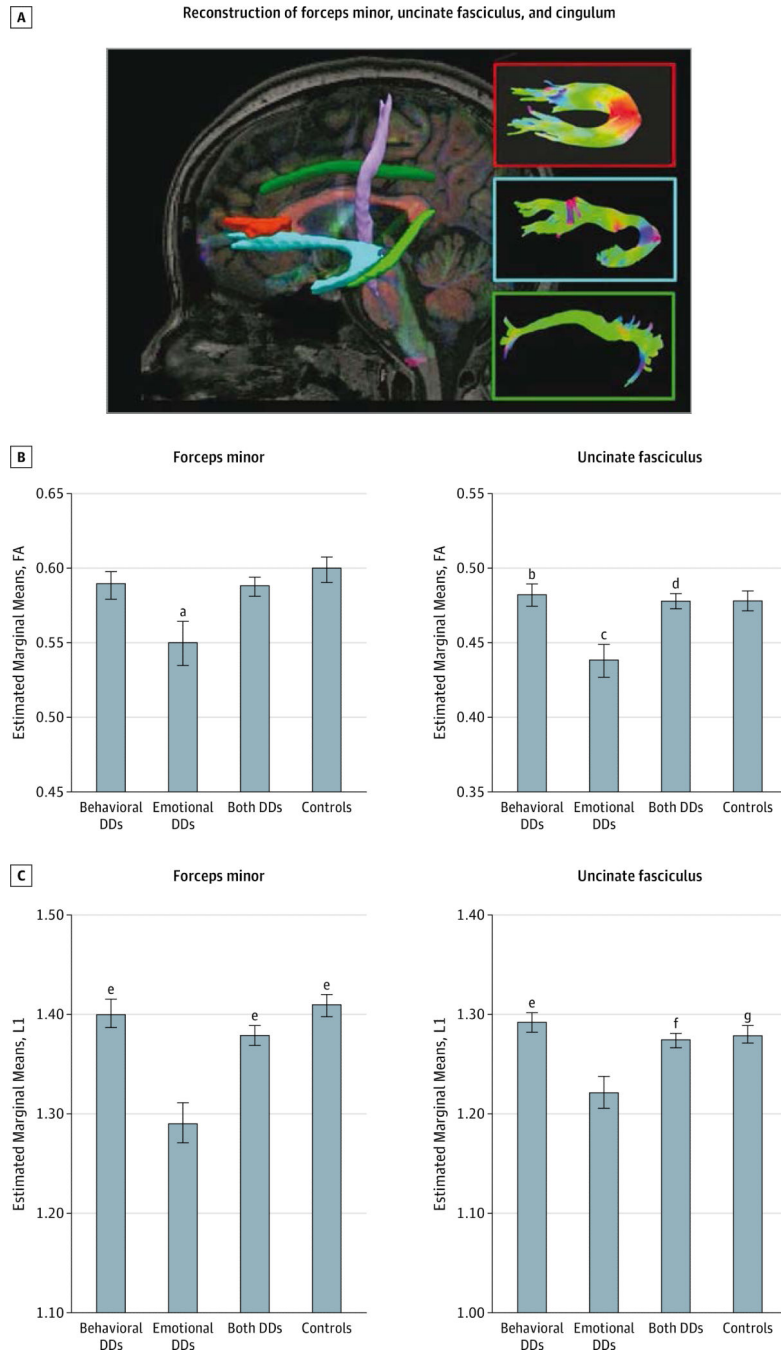 A
Reconstruction of forceps minor, uncinate fasciculus, and cingulum
B
Forceps minor
Estimated Marginal Means, FA
0.65
0.60
0.55
0.50
0.45
a
Behavioral DDs
Emotional DDs
Both DDs
Controls
Uncinate fasciculus
Estimated Marginal Means, FA
0.55
0.50
0.45
0.40
0.35
b
c
d
Behavioral DDs
Emotional DDs
Both DDs
Controls
C
Forceps minor
Estimated Marginal Means, L1
1.50
1.40
1.30
1.20
1.10
e
e
e
Behavioral DDs
Emotional DDs
Both DDs
Controls
Uncinate fasciculus
Estimated Marginal Means, L1
1.40
1.30
1.20
1.10
1.00
e
f
g
Behavioral DDs
Emotional DDs
Both DDs
Controls